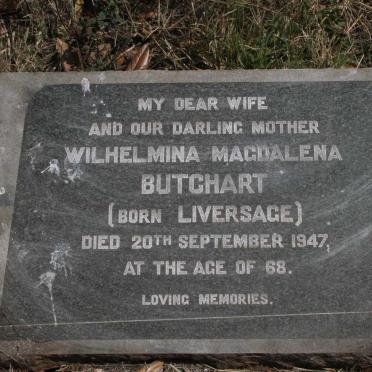 MY DEAR WIFE
AND OUR DARLING MOTHER
WILHELMINA MAGDALENA
BUTCHART
(BORN LIVERSAGE)
DIED 20TH SEPTEMBER 1947,
AT THE AGE OF 68.
LOVING MEMORIES.